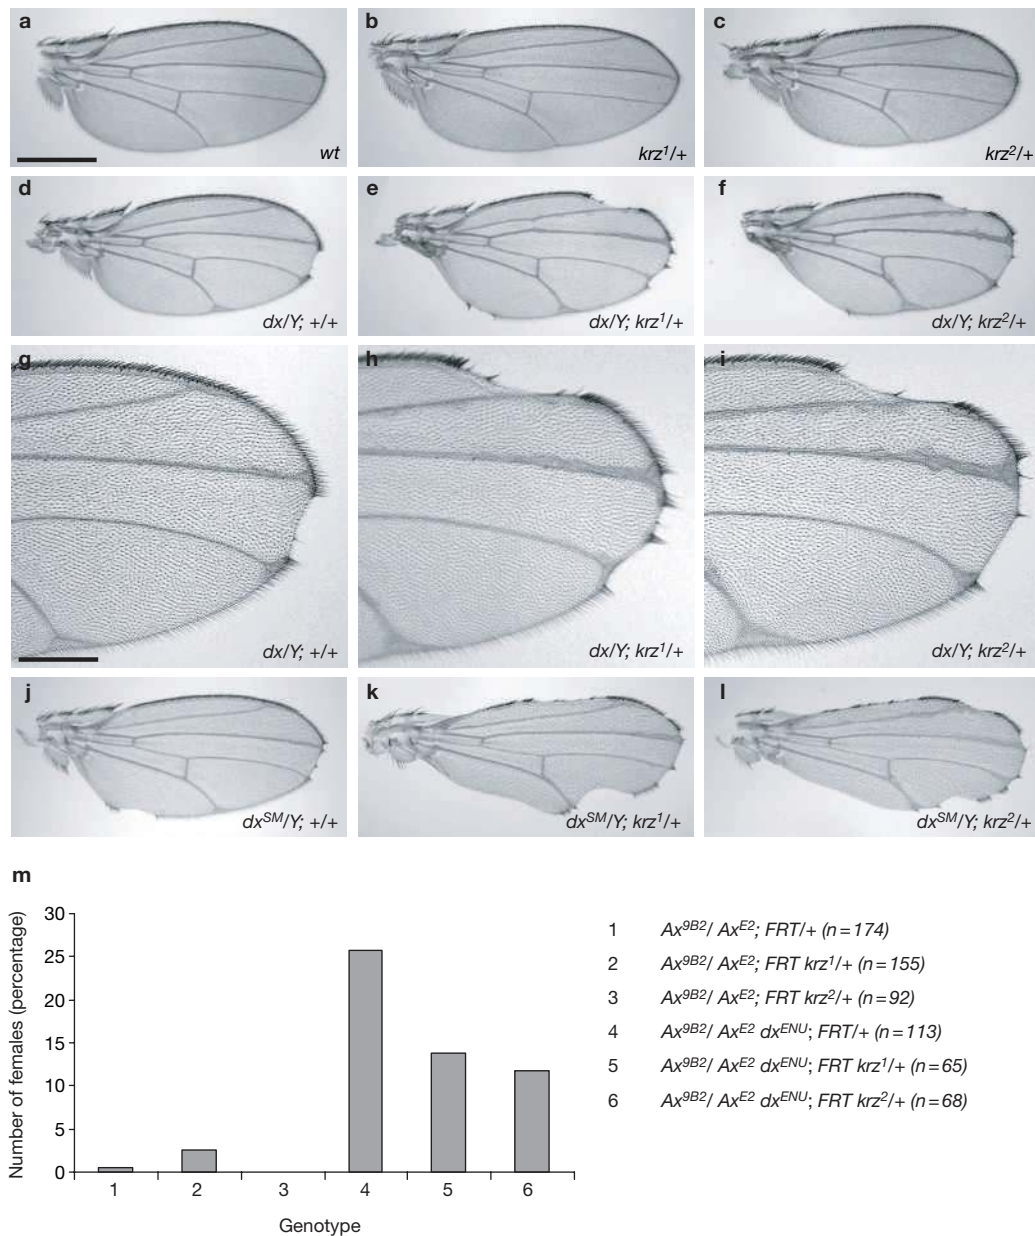 a
b
c
wt
krz1/+
krz2/+
d
e
f
dx/Y; +/+
dx/Y; krz1/+
dx/Y; krz2/+
g
h
i
dx/Y; +/+
dx/Y; krz1/+
dx/Y; krz2/+
j
k
l
dxSM/Y; +/+
dxSM/Y; krz1/+
dxSM/Y; krz2/+
m
Number of females (percentage)
30
25
20
15
10
5
0
1 2 3 4 5 6
Genotype
1 Ax9B2/ AxE2; FRT/+ (n=174)
2 Ax9B2/ AxE2; FRT krz1/+ (n=155)
3 Ax9B2/ AxE2; FRT krz2/+ (n=92)
4 Ax9B2/ AxE2 dxENU; FRT/+ (n=113)
5 Ax9B2/ AxE2 dxENU; FRT krz1/+ (n=65)
6 Ax9B2/ AxE2 dxENU; FRT krz2/+ (n=68)